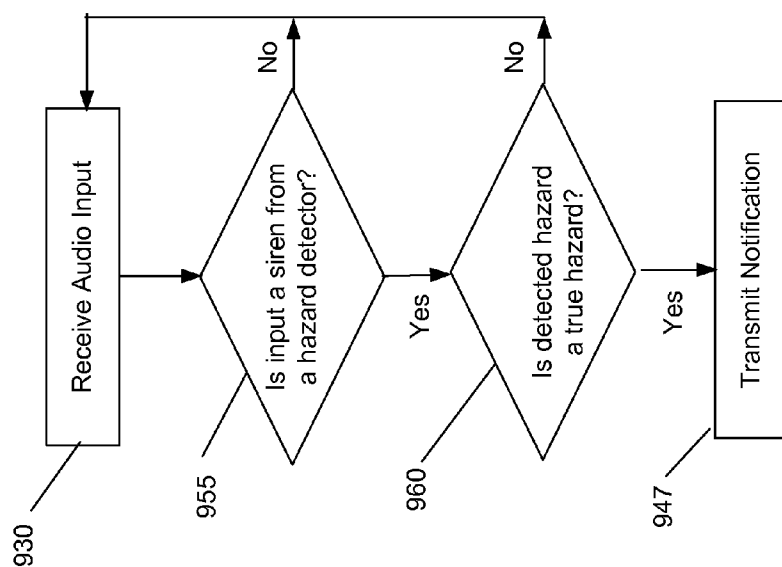 930
Receive Audio Input
955
Is input a siren from
a hazard detector?
No
Yes
960
Is detected hazard
a true hazard?
No
Yes
947
Transmit Notification